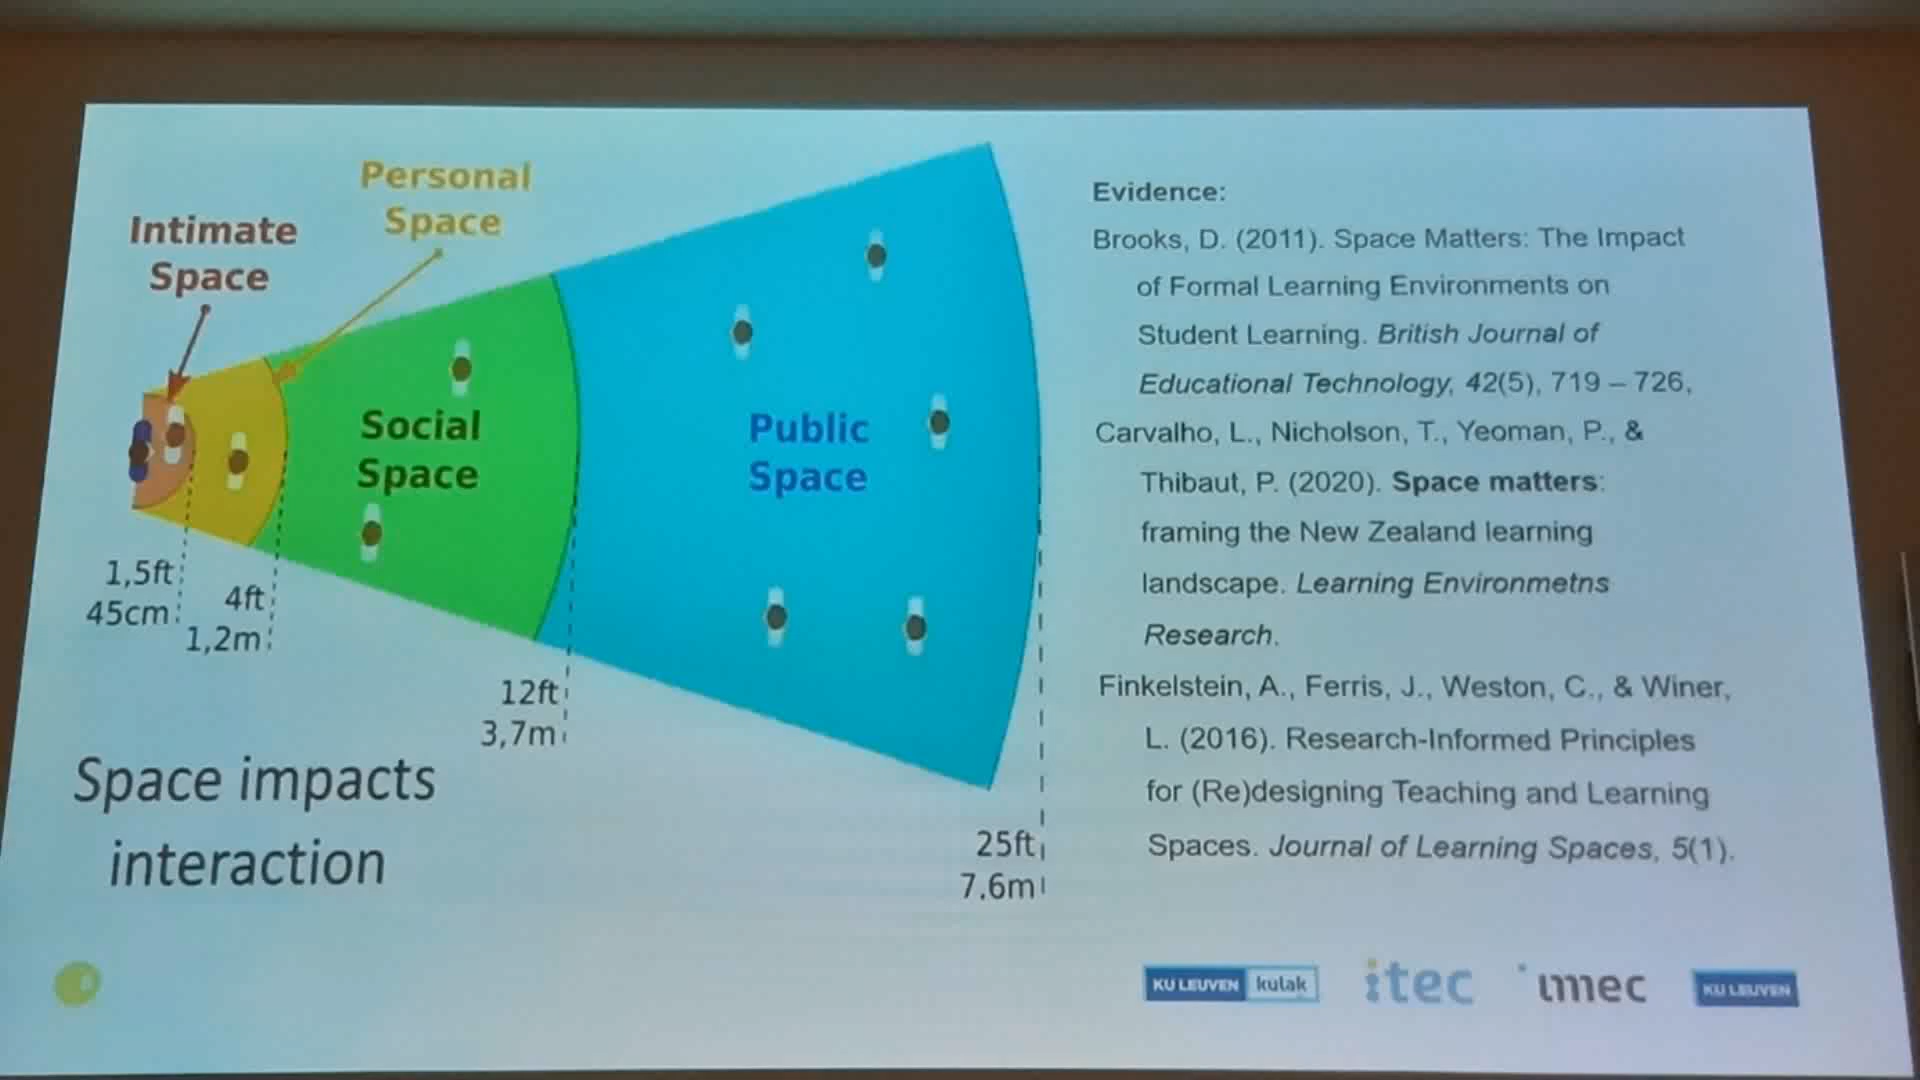 Intimate
Space
Personal
Space
Social
Space
Public
Space
1,5ft
45cm
4ft
1,2m
12ft
3,7m
25ft
7.6m
Space impacts
interaction
Evidence:
Brooks, D. (2011). Space Matters: The Impact
of Formal Learning Environments on
Student Learning. British Journal of
Educational Technology, 42(5), 719 – 726,
Carvalho, L., Nicholson, T., Yeoman, P., &
Thibaut, P. (2020). Space matters:
framing the New Zealand learning
landscape. Learning Environmetns
Research.
Finkelstein, A., Ferris, J., Weston, C., & Winer,
L. (2016). Research-Informed Principles
for (Re)designing Teaching and Learning
Spaces. Journal of Learning Spaces, 5(1).
KU LEUVEN kulak
itec
imec
KU LEUVEN